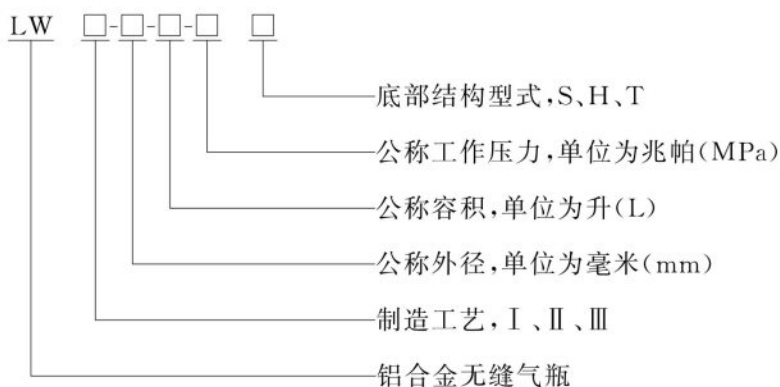 LW □-□-□-□ □
底部结构型式,S、H、T
公称工作压力,单位为兆帕(MPa)
公称容积,单位为升(L)
公称外径,单位为毫米(mm)
制造工艺,Ⅰ、Ⅱ、Ⅲ
铝合金无缝气瓶